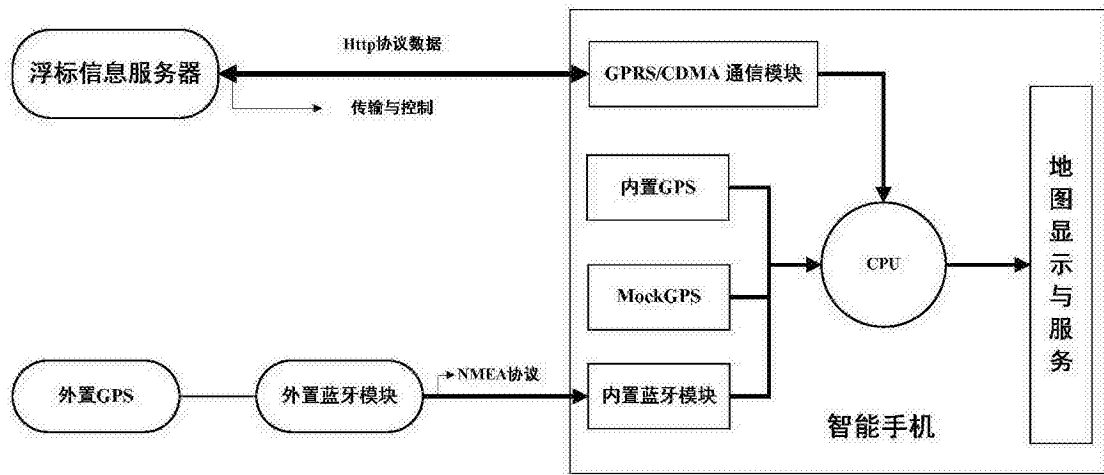 Http协议数据
浮标信息服务器
传输与控制
GPRS/CDMA 通信模块
内置GPS
MockGPS
CPU
地图显示与服务
外置GPS
外置蓝牙模块
NMEA协议
内置蓝牙模块
智能手机